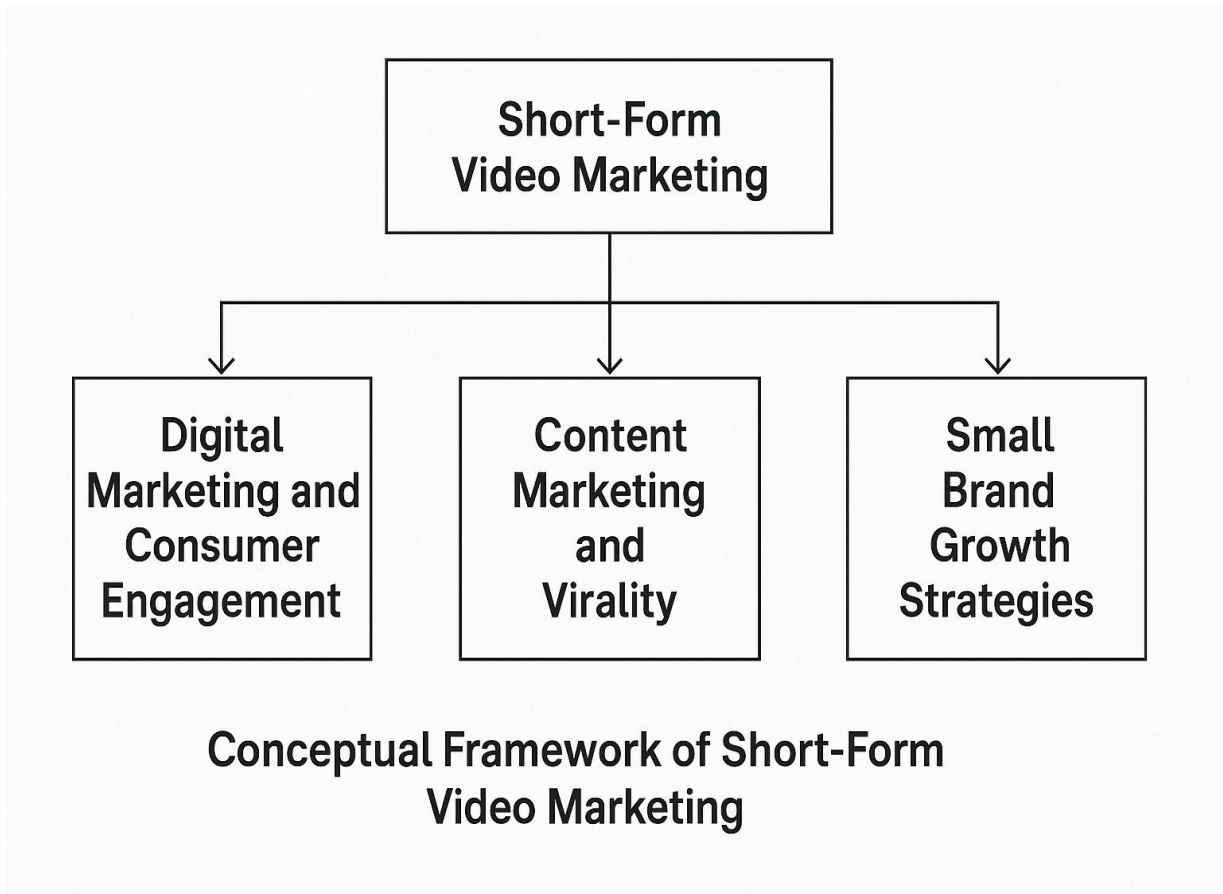 Short-Form
Video Marketing
Digital
Marketing and
Consumer
Engagement
Content
Marketing
and
Virality
Small
Brand
Growth
Strategies
Conceptual Framework of Short-Form
Video Marketing